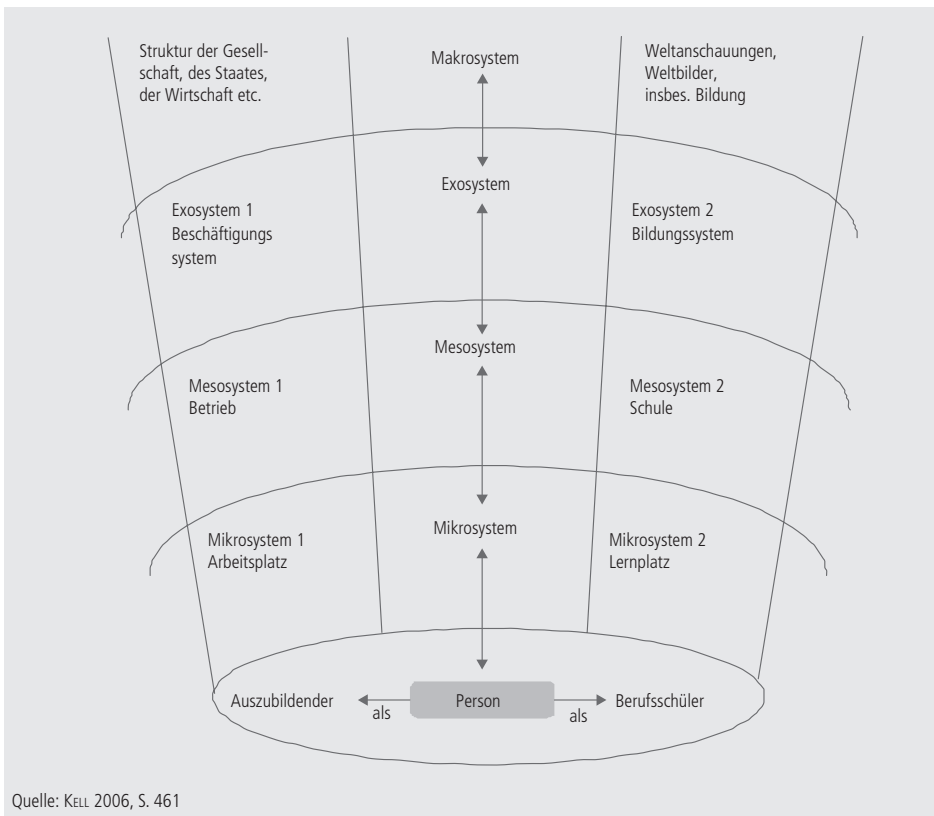 Struktur der Gesell-
schaft, des Staates,
der Wirtschaft etc.
Makrosystem
Weltanschauungen,
Weltbilder,
insbes. Bildung
Exosystem
Exosystem 1
Beschäftigungs
system
Exosystem 2
Bildungssystem
Mesosystem
Mesosystem 1
Betrieb
Mesosystem 2
Schule
Mikrosystem
Mikrosystem 1
Arbeitsplatz
Mikrosystem 2
Lernplatz
Auszubildender
als
Person
als
Berufsschüler
Quelle: KELL 2006, S. 461